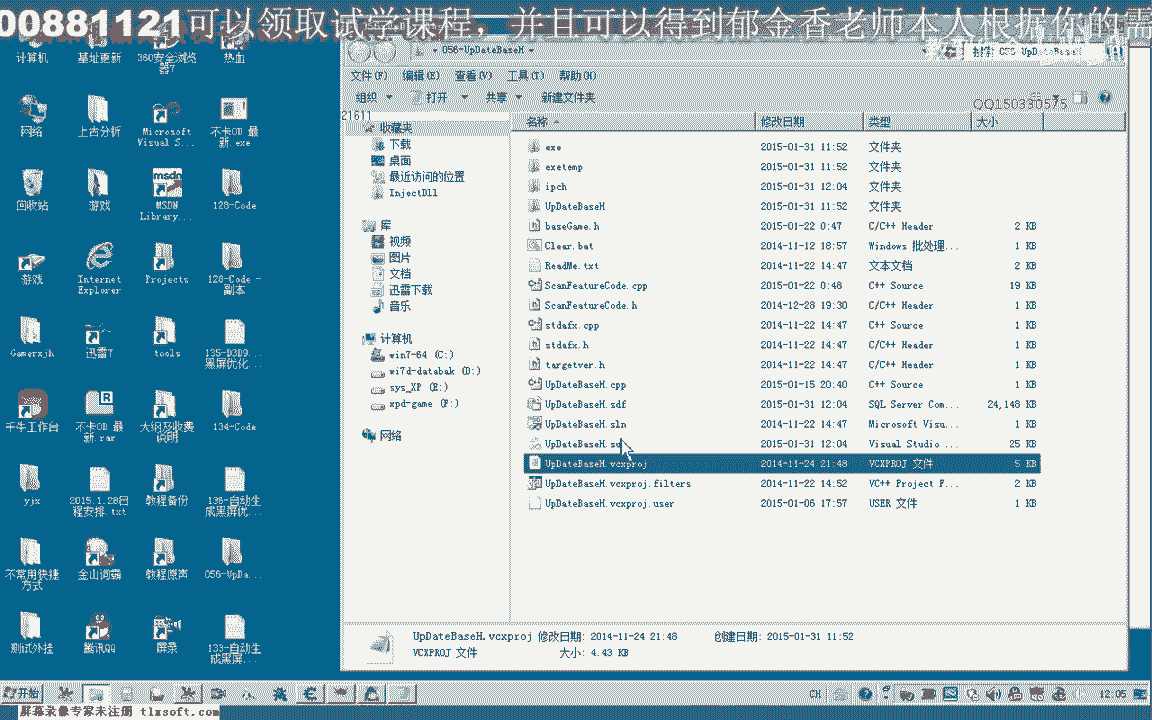 00881121可以领取试学课程，并且可以得到郁金香老师本人根据你的需
计算机
基址更新
360安全浏览器7
热血
网络
上古分析
Microsoft Visual S...
不卡OD 最新.exe
回收站
游戏
MSDN Library...
128-Code
游戏
Internet Explorer
Projects
128-Code - 副本
Gamerxjh
迅雷7
tools
135-D3D9...黑屏优化...
千牛工作台
不卡OD 最新.rar
大纲及收费说明
134-Code
yjx
2015.1.28日程安排.txt
教程备份
136-自动生成黑屏优...
不常用快捷方式
金山词霸
教程原声
056-UpDa...
测试外挂
腾讯QQ
屏录
133-自动生成黑屏...
056-UpDateBaseH
搜索 056-UpDateBaseH
文件(F) 编辑(E) 查看(V) 工具(T) 帮助(H)
组织 打开 共享 新建文件夹
QQ150330575
21611
收藏夹
下载
桌面
最近访问的位置
InjectDll
库
视频
图片
文档
迅雷下载
音乐
计算机
win7-64 (C:)
wi7d-databak (D:)
sys_XP (E:)
xpd-game (F:)
网络
名称 修改日期 类型 大小
exe 2015-01-31 11:52 文件夹
exetemp 2015-01-31 11:52 文件夹
ipch 2015-01-31 12:04 文件夹
UpDateBaseH 2015-01-31 11:52 文件夹
baseGame.h 2015-01-22 0:47 C/C++ Header 2 KB
Clear.bat 2014-11-12 18:57 Windows 批处理... 1 KB
ReadMe.txt 2014-11-22 14:47 文本文档 2 KB
ScanFeatureCode.cpp 2015-01-22 0:48 C++ Source 19 KB
ScanFeatureCode.h 2014-12-28 19:30 C/C++ Header 1 KB
stdafx.cpp 2014-11-22 14:47 C++ Source 1 KB
stdafx.h 2014-11-22 14:47 C/C++ Header 1 KB
targetver.h 2014-11-22 14:47 C/C++ Header 1 KB
UpDateBaseH.cpp 2015-01-15 20:40 C++ Source 1 KB
UpDateBaseH.sdf 2015-01-31 12:04 SQL Server Com... 24,148 KB
UpDateBaseH.sln 2014-11-22 14:47 Microsoft Visu... 1 KB
UpDateBaseH.su 2015-01-31 12:04 Visual Studio ... 25 KB
UpDateBaseH.vcxproj 2014-11-24 21:48 VCXPROJ 文件 5 KB
UpDateBaseH.vcxproj.filters 2014-11-22 14:52 VC++ Project F... 2 KB
UpDateBaseH.vcxproj.user 2015-01-06 17:57 USER 文件 1 KB
UpDateBaseH.vcxproj 修改日期: 2014-11-24 21:48 创建日期: 2015-01-31 11:52
VCXPROJ 文件 大小: 4.43 KB
开始 CH 12:05
屏幕录像专家未注册 tlxsoft.com